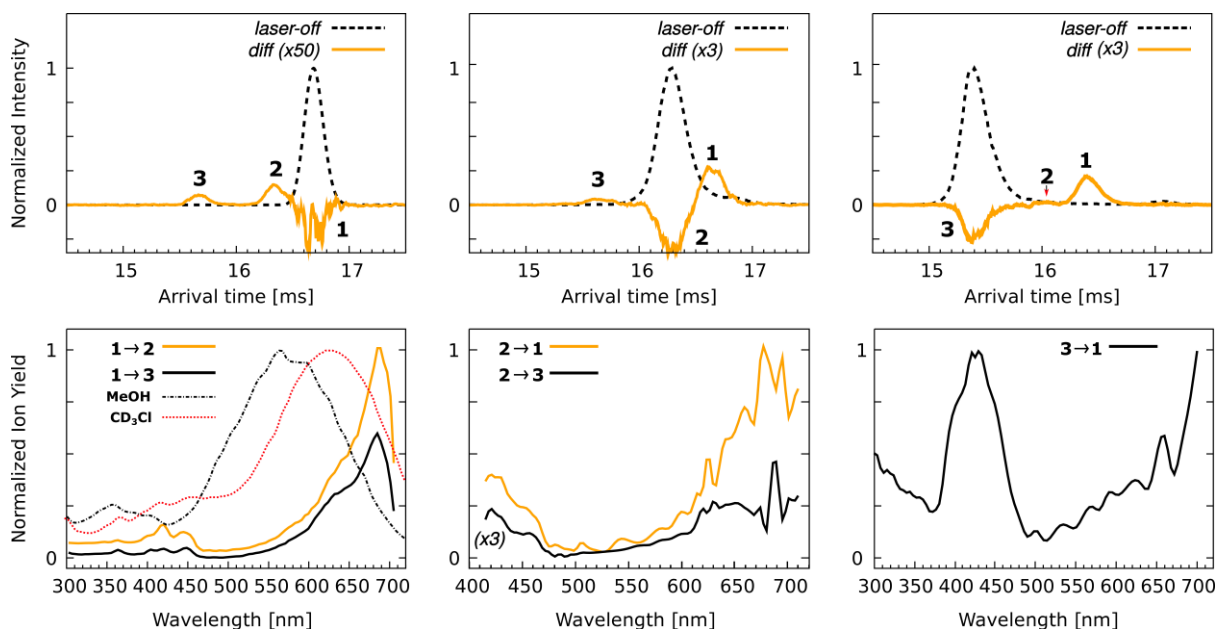 laser-off
diff (x50)
Normalized Intensity
1
0
3
2
1
15
16
17
Arrival time [ms]
laser-off
diff (x3)
3
1
2
15
16
17
Arrival time [ms]
laser-off
diff (x3)
3
2
1
15
16
17
Arrival time [ms]
1→2
1→3
MeOH
CD₃Cl
Normalized Ion Yield
1
0
300 350 400 450 500 550 600 650 700
Wavelength [nm]
2→1
2→3
1
0
(x3)
400 450 500 550 600 650 700
Wavelength [nm]
3→1
1
0
300 350 400 450 500 550 600 650 700
Wavelength [nm]